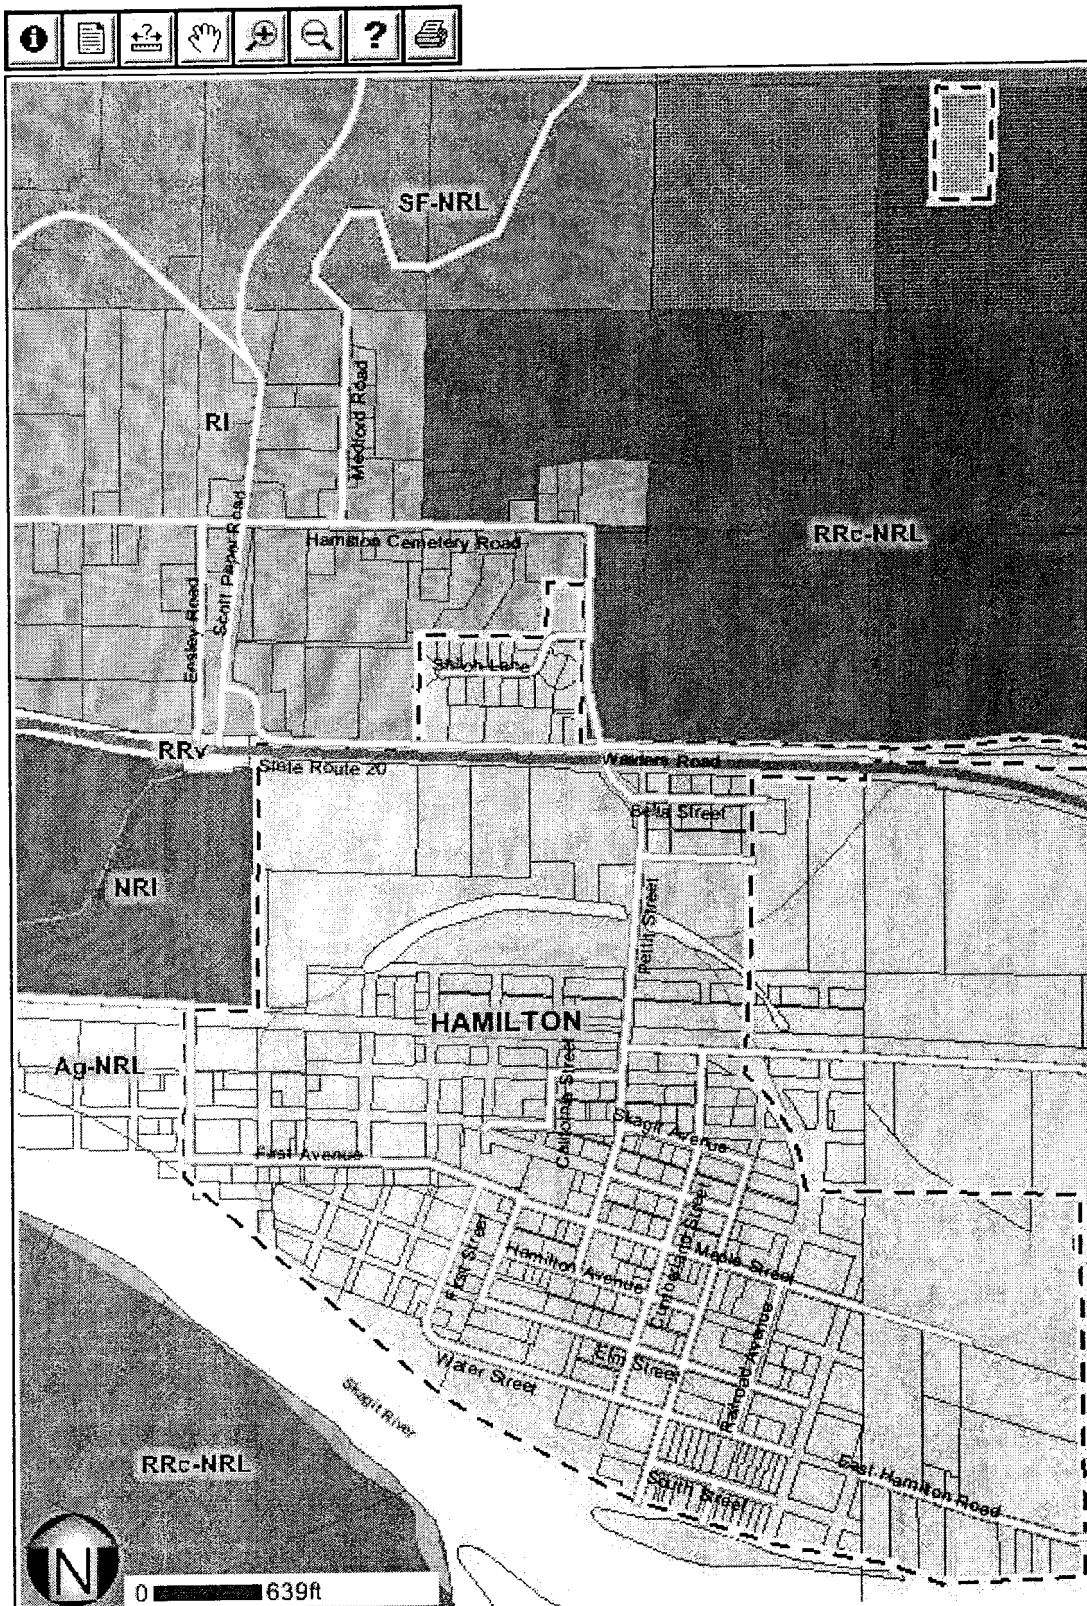 i
?
?
SF-NRL
Medford Road
RI
Scott Paper Road
RRc-NRL
Hamilton Cemetery Road
Ensley Road
Shiloh Lane
RRv
State Route 20
Walders Road
Bella Street
NRI
Pettit Street
HAMILTON
Ag-NRL
California Street
Skagit Avenue
First Avenue
First Street
Cumberland Street
Maple Street
Hamilton Avenue
Railroad Avenue
Elm Street
Water Street
Skagit River
RRc-NRL
East Hamilton Road
South Street
N
0 639ft